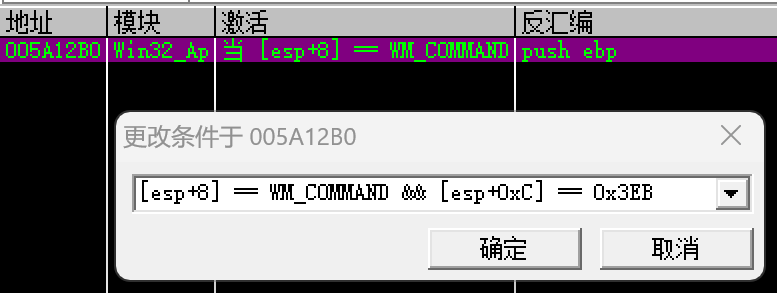 地址 模块 激活 反汇编
005A12B0 Win32_Ap 当 [esp+8] == WM_COMMAND push ebp
更改条件于 005A12B0
[esp+8] == WM_COMMAND && [esp+0xC] == 0x3EB
确定 取消